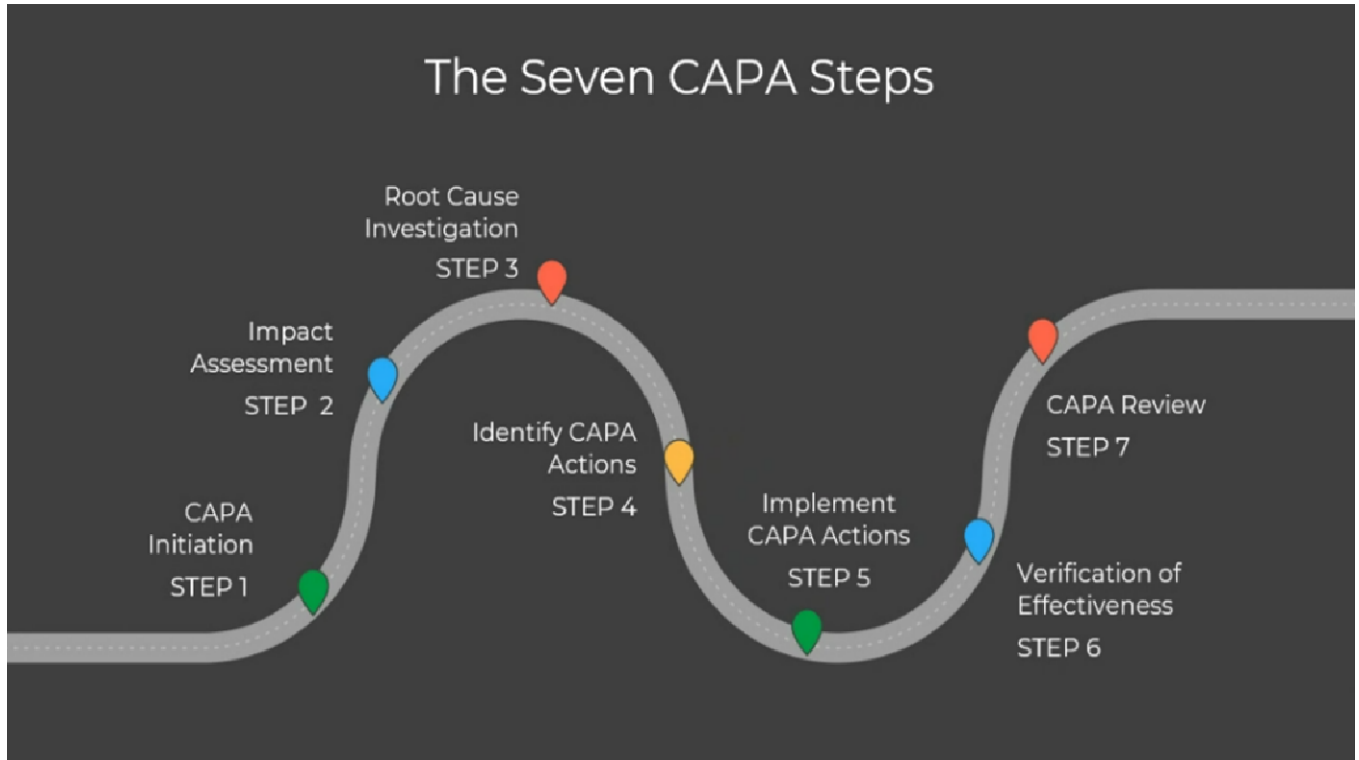 The Seven CAPA Steps
Root Cause
Investigation
STEP 3
Impact
Assessment
STEP 2
Identify CAPA
Actions
STEP 4
CAPA
Initiation
STEP 1
Implement
CAPA Actions
STEP 5
CAPA Review
STEP 7
Verification of
Effectiveness
STEP 6